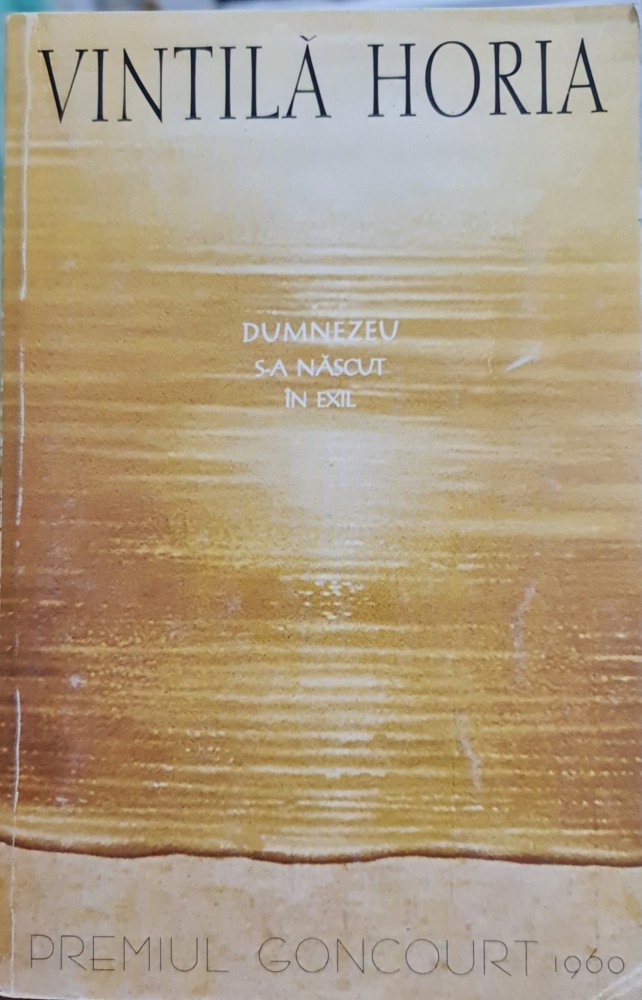 VINTILĂ HORIA
DUMNEZEU
S-A NĂSCUT
ÎN EXIL
PREMIUL GONCOURT 1960